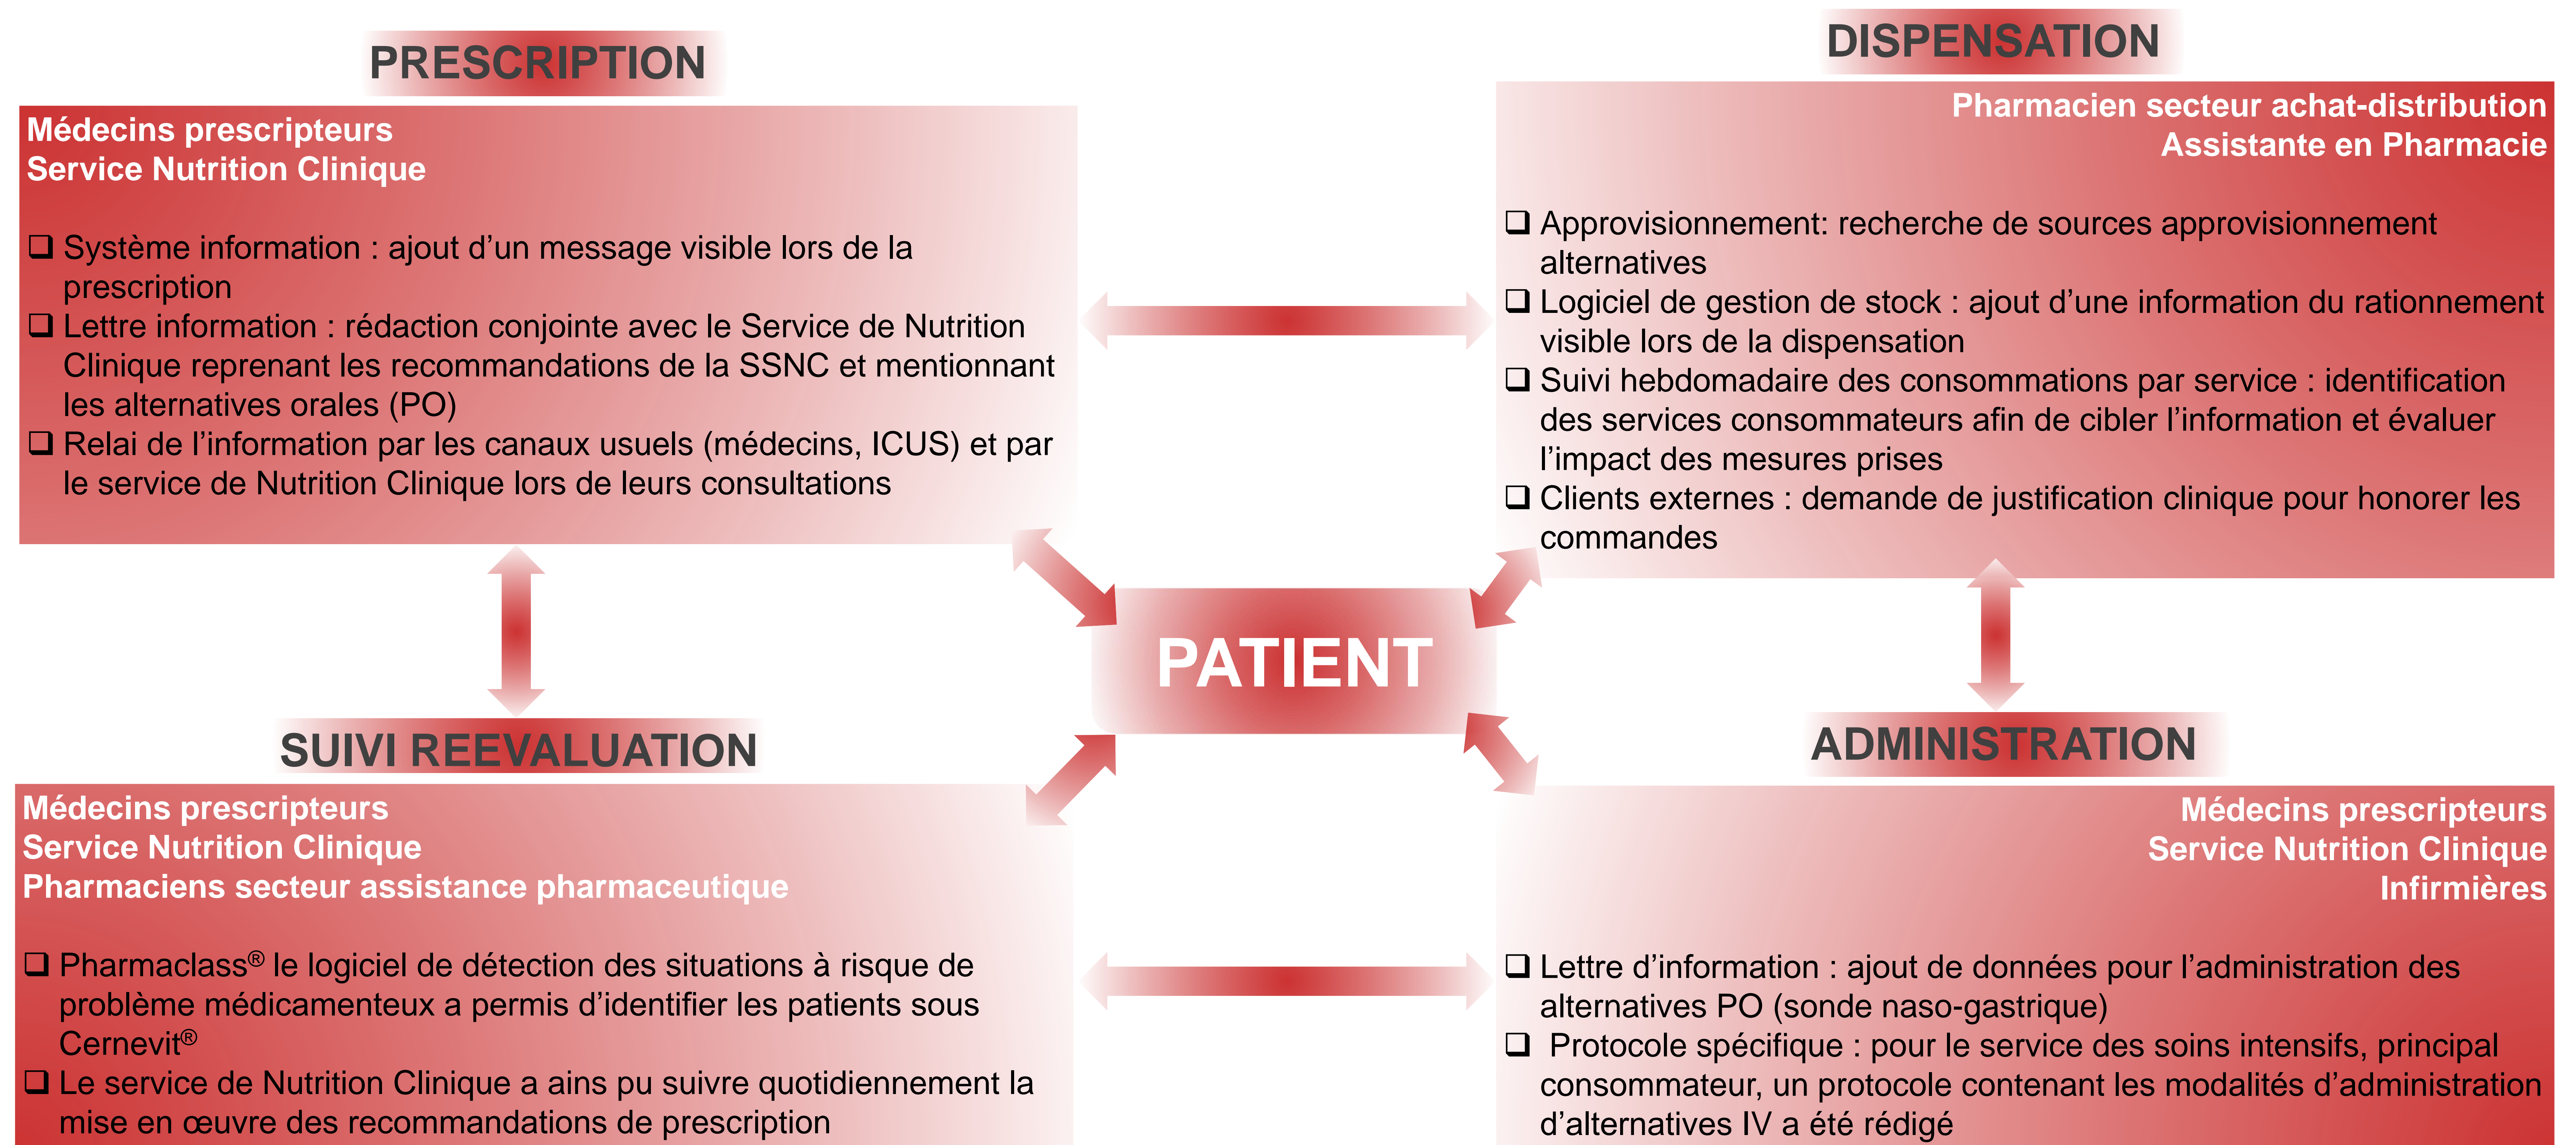 PRESCRIPTION
Médecins prescripteurs
Service Nutrition Clinique
❑ Système information : ajout d’un message visible lors de la
prescription
❑ Lettre information : rédaction conjointe avec le Service de Nutrition
Clinique reprenant les recommandations de la SSNC et mentionnant
les alternatives orales (PO)
❑ Relai de l’information par les canaux usuels (médecins, ICUS) et par
le service de Nutrition Clinique lors de leurs consultations
DISPENSATION
Pharmacien secteur achat-distribution
Assistante en Pharmacie
❑ Approvisionnement: recherche de sources approvisionnement
alternatives
❑ Logiciel de gestion de stock : ajout d’une information du rationnement
visible lors de la dispensation
❑ Suivi hebdomadaire des consommations par service : identification
des services consommateurs afin de cibler l’information et évaluer
l’impact des mesures prises
❑ Clients externes : demande de justification clinique pour honorer les
commandes
PATIENT
SUIVI REEVALUATION
Médecins prescripteurs
Service Nutrition Clinique
Pharmaciens secteur assistance pharmaceutique
❑ Pharmaclass® le logiciel de détection des situations à risque de
problème médicamenteux a permis d’identifier les patients sous
Cernevit®
❑ Le service de Nutrition Clinique a ains pu suivre quotidiennement la
mise en œuvre des recommandations de prescription
ADMINISTRATION
Médecins prescripteurs
Service Nutrition Clinique
Infirmières
❑ Lettre d’information : ajout de données pour l’administration des
alternatives PO (sonde naso-gastrique)
❑ Protocole spécifique : pour le service des soins intensifs, principal
consommateur, un protocole contenant les modalités d’administration
d’alternatives IV a été rédigé